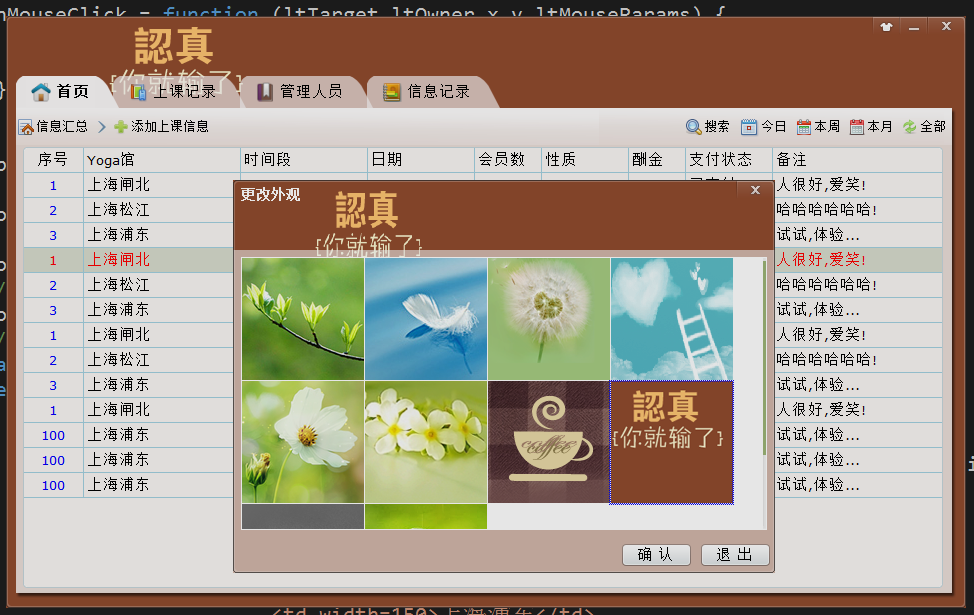 nMouseClick = function (ltTarget,ltOwner,x,y,ltMouseParams) {
認真
{你就输了}
首页 上课记录 管理人员 信息记录
信息汇总 添加上课信息 搜索 今日 本周 本月 全部
序号 Yoga馆 时间段 日期 会员数 性质 酬金 支付状态 备注
1 上海闸北 人很好,爱笑!
2 上海松江 哈哈哈哈哈哈!
3 上海浦东 试试,体验...
1 上海闸北 人很好,爱笑!
2 上海松江 哈哈哈哈哈哈!
3 上海浦东 试试,体验...
1 上海闸北 人很好,爱笑!
2 上海松江 哈哈哈哈哈哈!
3 上海浦东 试试,体验...
1 上海闸北 人很好,爱笑!
100 上海浦东 试试,体验...
100 上海浦东 试试,体验...
100 上海浦东 试试,体验...
更改外观
認真
{你就输了}
coffee
認真
{你就输了}
确 认 退 出
<td width=150>上海浦东</td>